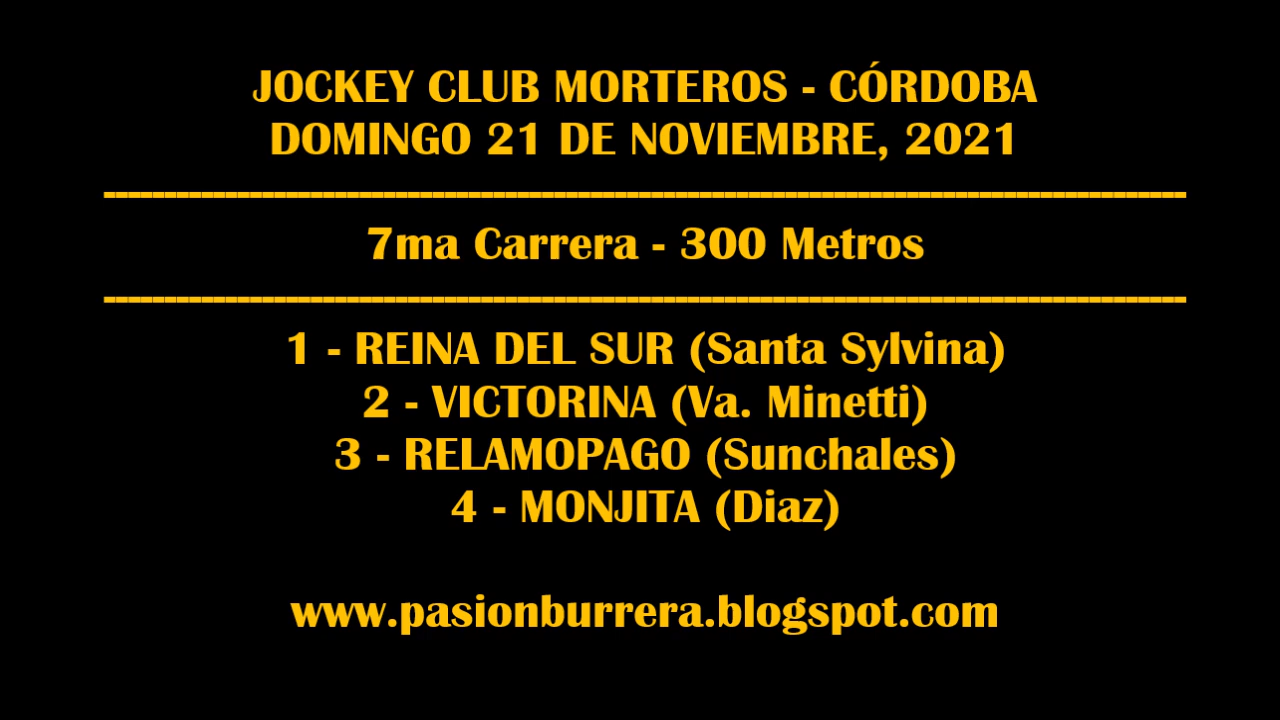 JOCKEY CLUB MORTEROS - CÓRDOBA
DOMINGO 21 DE NOVIEMBRE, 2021
7ma Carrera - 300 Metros
1 - REINA DEL SUR (Santa Sylvina)
2 - VICTORINA (Va. Minetti)
3 - RELAMOPAGO (Sunchales)
4 - MONJITA (Diaz)
www.pasionburrera.blogspot.com